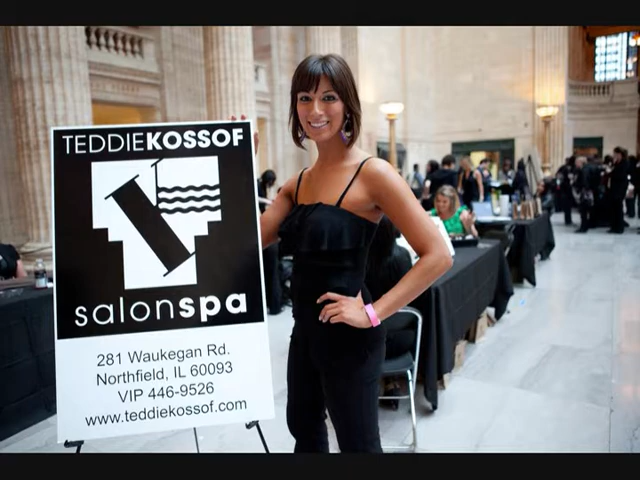 TEDDIEKOSSOF
salonspa
281 Waukegan Rd.
Northfield, IL 60093
VIP 446-9526
www.teddiekossof.com